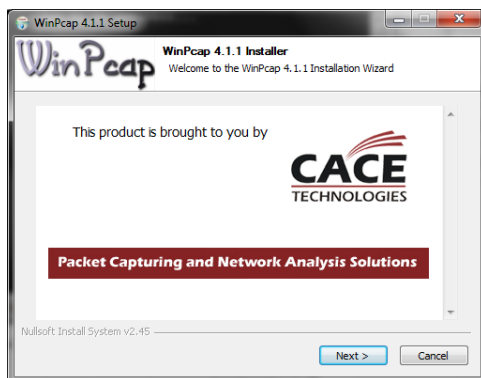 WinPcap 4.1.1 Setup
WinPcap
WinPcap 4.1.1 Installer
Welcome to the WinPcap 4.1.1 Installation Wizard
This product is brought to you by
CACE
TECHNOLOGIES
Packet Capturing and Network Analysis Solutions
Nullsoft Install System v2.45
Next >
Cancel